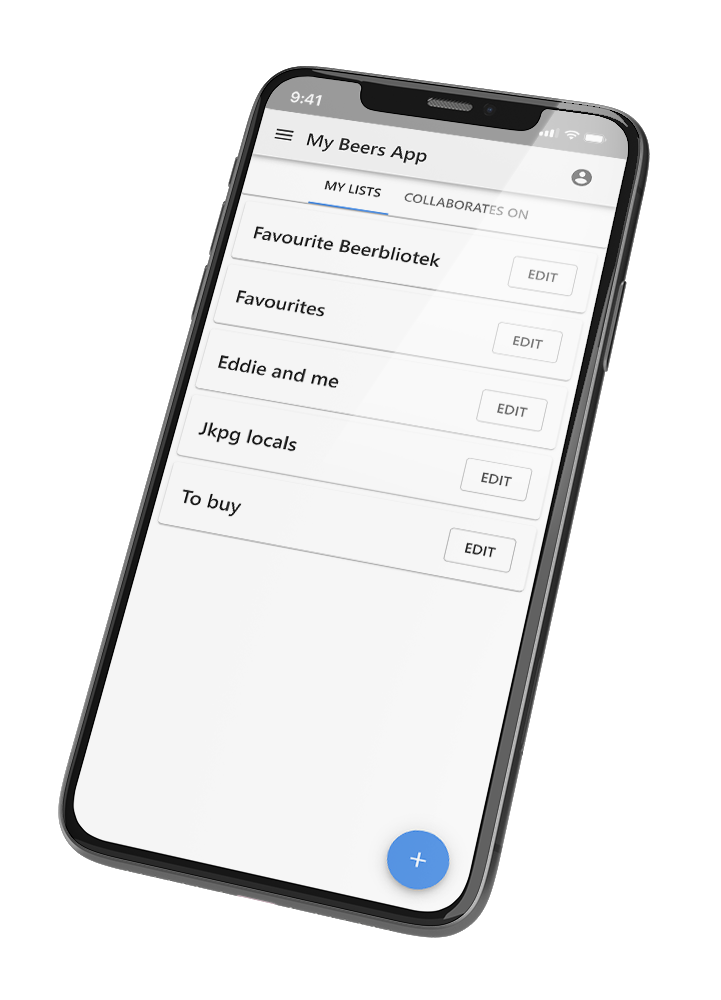 9:41
My Beers App
MY LISTS COLLABORATES ON
Favourite Beerbliotek EDIT
Favourites EDIT
Eddie and me EDIT
Jkpg locals EDIT
To buy EDIT
+